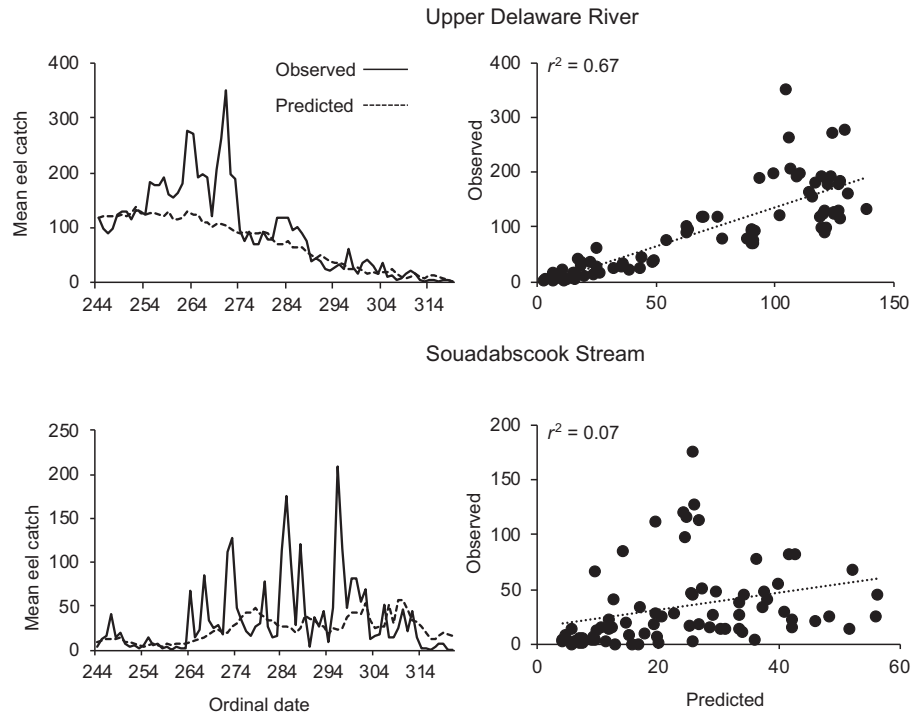 Upper Delaware River
400
300
200
100
0
Mean eel catch
244 254 264 274 284 294 304 314
Observed
Predicted
r² = 0.67
400
300
200
100
0
Observed
0 50 100 150
Souadabscook Stream
250
200
150
100
50
0
Mean eel catch
244 254 264 274 284 294 304 314
Ordinal date
r² = 0.07
200
150
100
50
0
Observed
0 20 40 60
Predicted